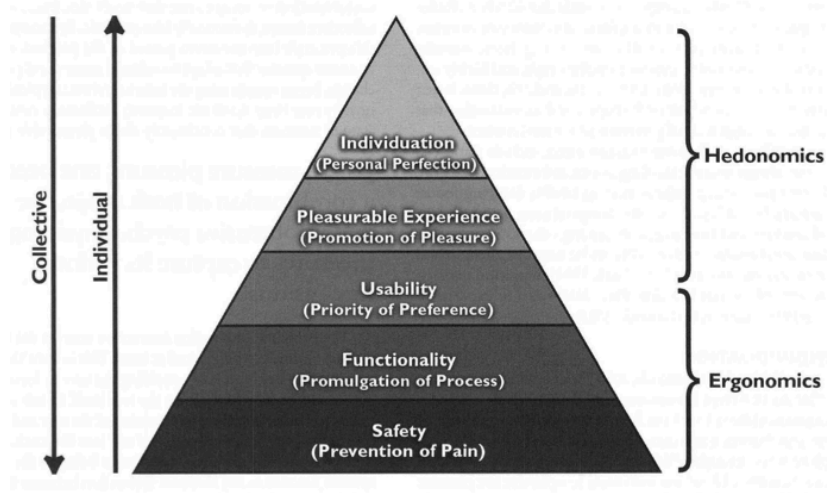 Collective
Individual
Individuation
(Personal Perfection)
Pleasurable Experience
(Promotion of Pleasure)
Usability
(Priority of Preference)
Functionality
(Promulgation of Process)
Safety
(Prevention of Pain)
Hedonomics
Ergonomics